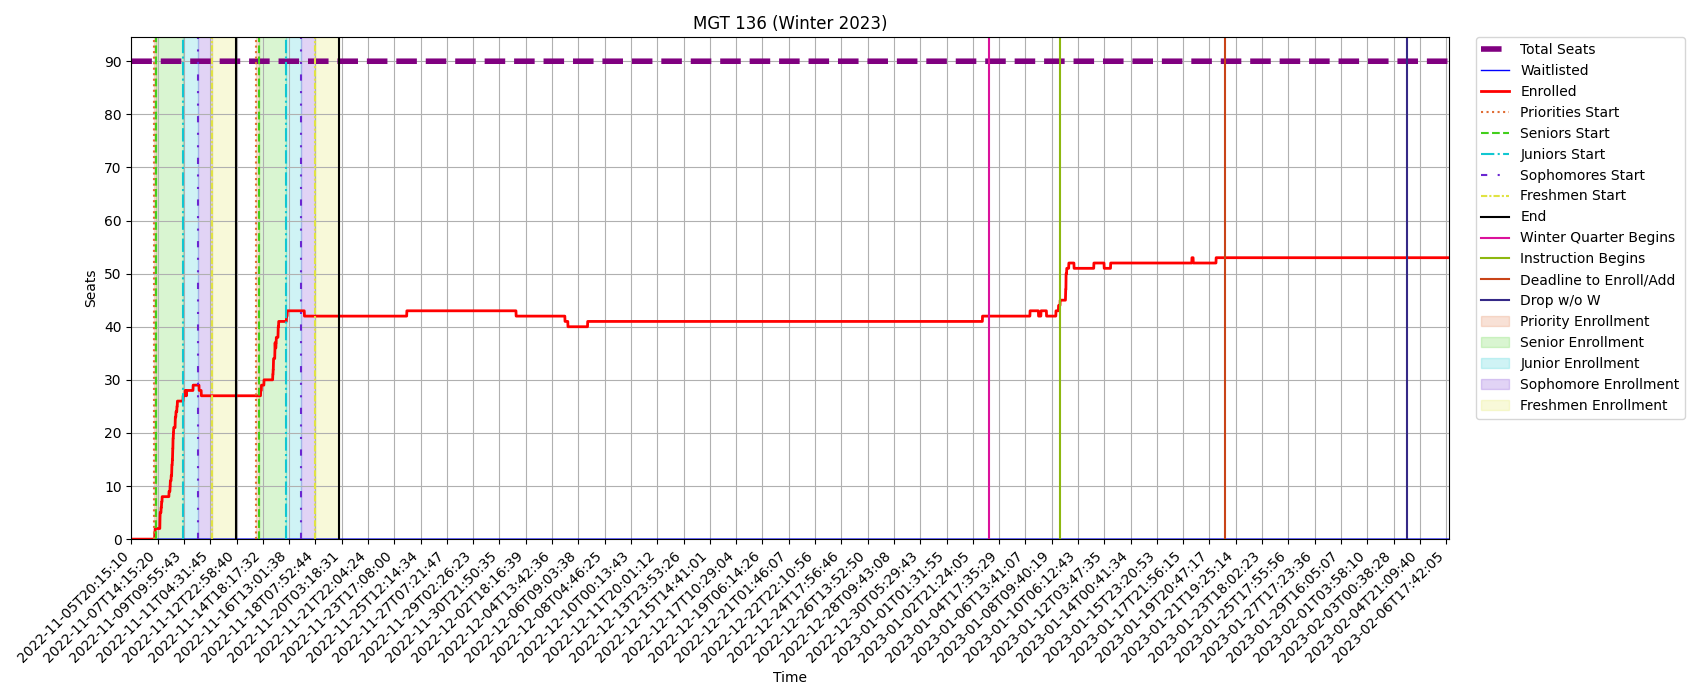 MGT 136 (Winter 2023)
Seats
90
80
70
60
50
40
30
20
10
0
2022-11-05T20:15:10
2022-11-07T14:15:20
2022-11-09T09:55:43
2022-11-11T04:31:45
2022-11-12T22:58:40
2022-11-14T18:17:32
2022-11-16T13:01:38
2022-11-18T07:52:44
2022-11-20T03:18:31
2022-11-21T22:04:24
2022-11-23T17:08:00
2022-11-25T12:14:34
2022-11-27T07:21:47
2022-11-29T02:26:23
2022-11-30T21:50:35
2022-12-02T18:16:39
2022-12-04T13:42:36
2022-12-06T09:03:38
2022-12-08T04:46:25
2022-12-10T00:13:43
2022-12-11T20:01:12
2022-12-13T23:53:26
2022-12-15T14:41:01
2022-12-17T10:29:04
2022-12-19T06:14:26
2022-12-21T01:46:07
2022-12-22T22:10:56
2022-12-24T17:56:46
2022-12-26T13:52:50
2022-12-28T09:43:08
2022-12-30T05:29:43
2023-01-01T01:31:55
2023-01-02T21:24:05
2023-01-04T17:35:29
2023-01-06T13:41:07
2023-01-08T09:40:19
2023-01-10T06:12:43
2023-01-12T03:47:35
2023-01-14T00:41:34
2023-01-15T23:20:53
2023-01-17T21:56:15
2023-01-19T20:47:17
2023-01-21T19:25:14
2023-01-23T18:02:23
2023-01-25T17:55:56
2023-01-27T17:23:36
2023-01-29T16:05:07
2023-02-01T03:58:10
2023-02-03T00:38:28
2023-02-04T21:09:40
2023-02-06T17:42:05
Time
Total Seats
Waitlisted
Enrolled
Priorities Start
Seniors Start
Juniors Start
Sophomores Start
Freshmen Start
End
Winter Quarter Begins
Instruction Begins
Deadline to Enroll/Add
Drop w/o W
Priority Enrollment
Senior Enrollment
Junior Enrollment
Sophomore Enrollment
Freshmen Enrollment